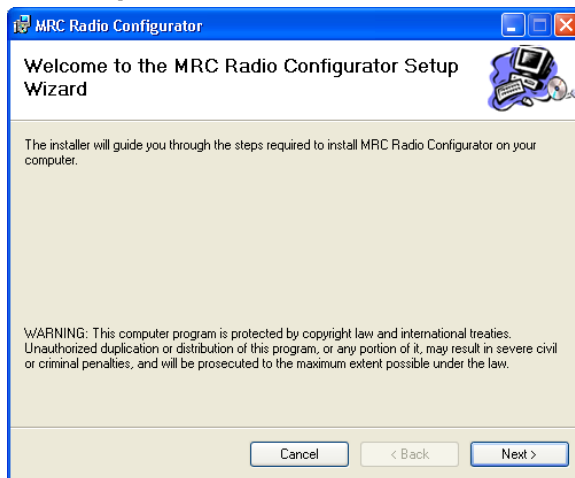 MRC Radio Configurator
Welcome to the MRC Radio Configurator Setup
Wizard
The installer will guide you through the steps required to install MRC Radio Configurator on your
computer.
WARNING: This computer program is protected by copyright law and international treaties.
Unauthorized duplication or distribution of this program, or any portion of it, may result in severe civil
or criminal penalties, and will be prosecuted to the maximum extent possible under the law.
Cancel < Back Next >